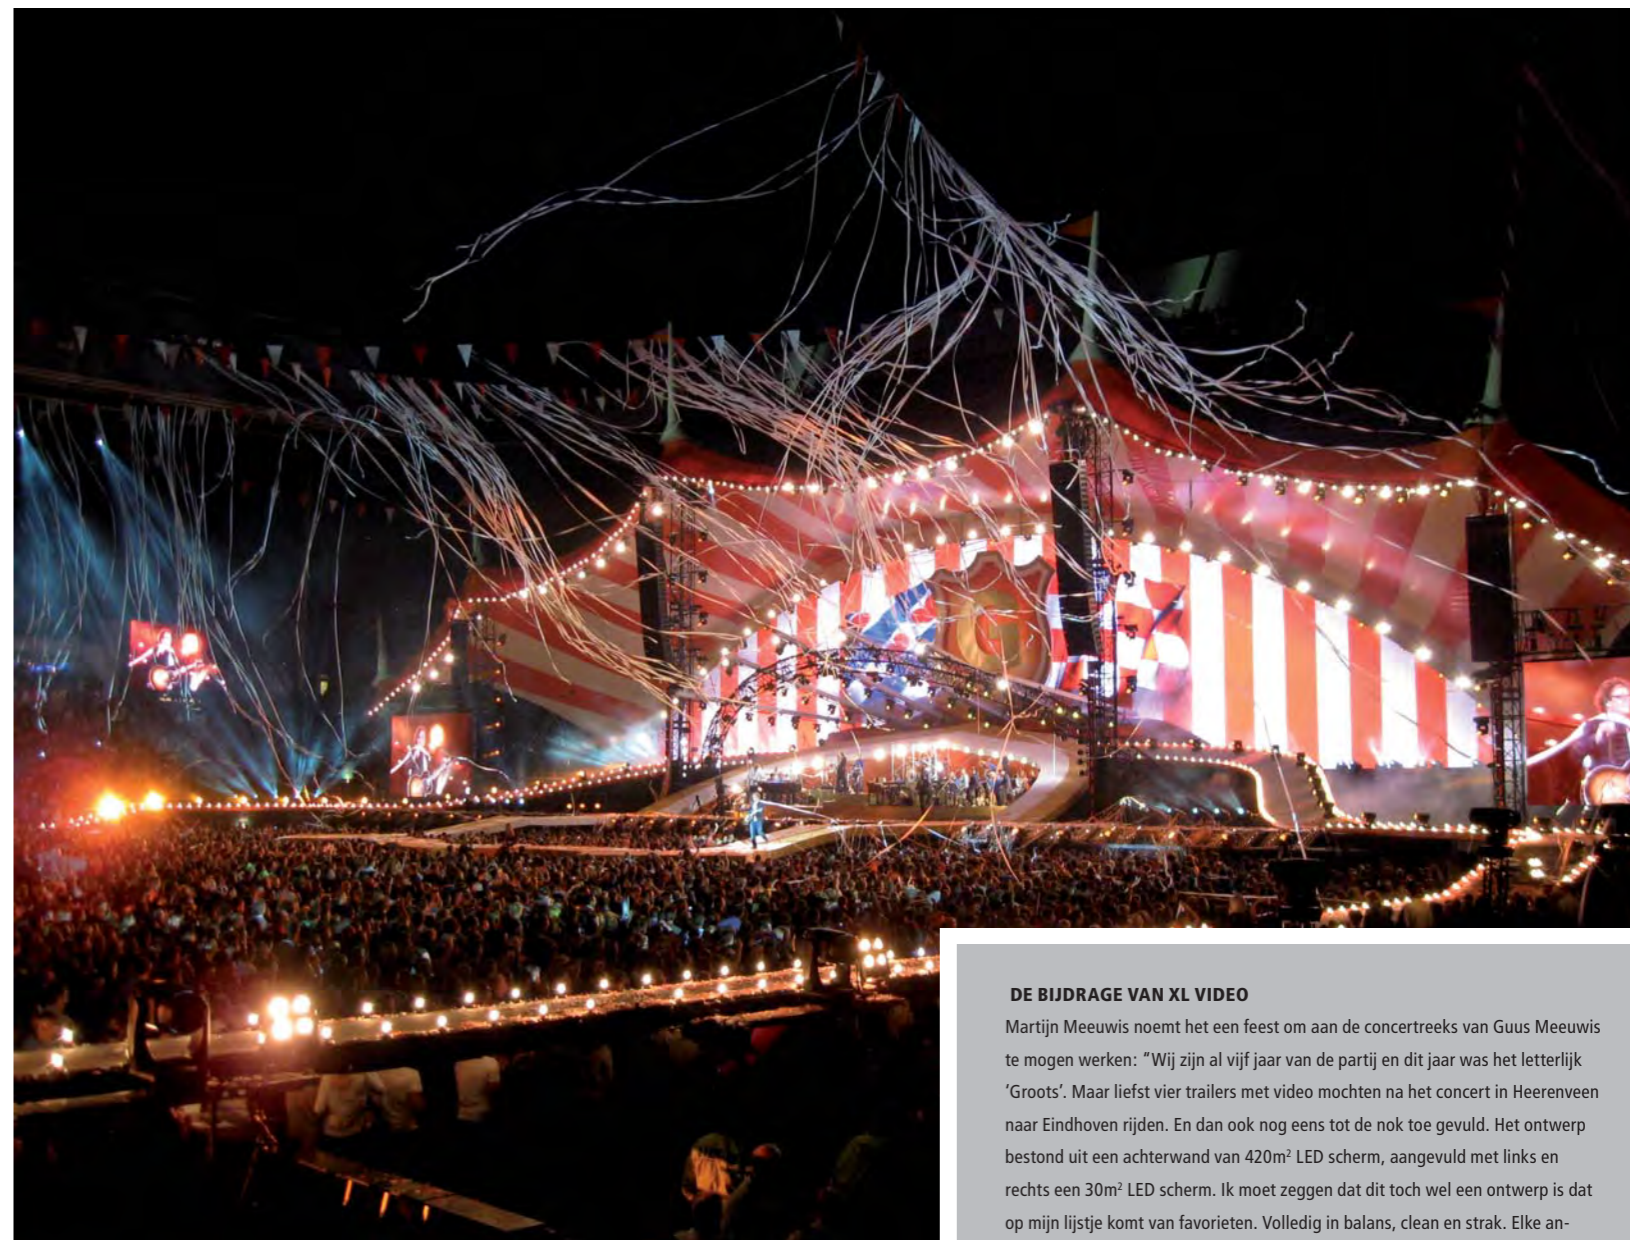 DE BIJDRAGE VAN XL VIDEO
Martijn Meeuwis noemt het een feest om aan de concertreeks van Guus Meeuwis
te mogen werken: “Wij zijn al vijf jaar van de partij en dit jaar was het letterlijk
‘Groots’. Maar liefst vier trailers met video mochten na het concert in Heerenveen
naar Eindhoven rijden. En dan ook nog eens tot de nok toe gevuld. Het ontwerp
bestond uit een achterwand van 420m² LED scherm, aangevuld met links en
rechts een 30m² LED scherm. Ik moet zeggen dat dit toch wel een ontwerp is dat
op mijn lijstje komt van favorieten. Volledig in balans, clean en strak. Elke an-